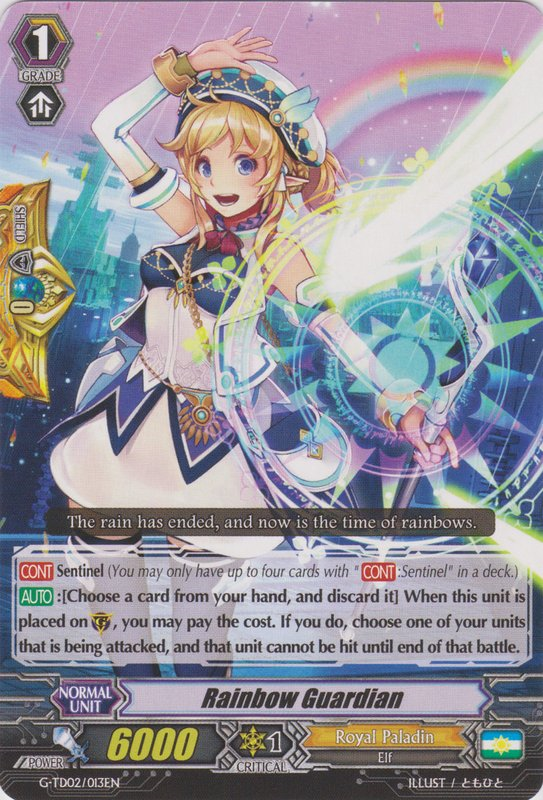 1
GRADE
SHIELD
0
The rain has ended, and now is the time of rainbows.
CONT Sentinel (You may only have up to four cards with " CONT:Sentinel" in a deck.)
AUTO:[Choose a card from your hand, and discard it] When this unit is
placed on G, you may pay the cost. If you do, choose one of your units
that is being attacked, and that unit cannot be hit until end of that battle.
NORMAL
UNIT
Rainbow Guardian
POWER
6000
1
CRITICAL
Royal Paladin
Elf
G-TD02/013EN
ILLUST / ともひと